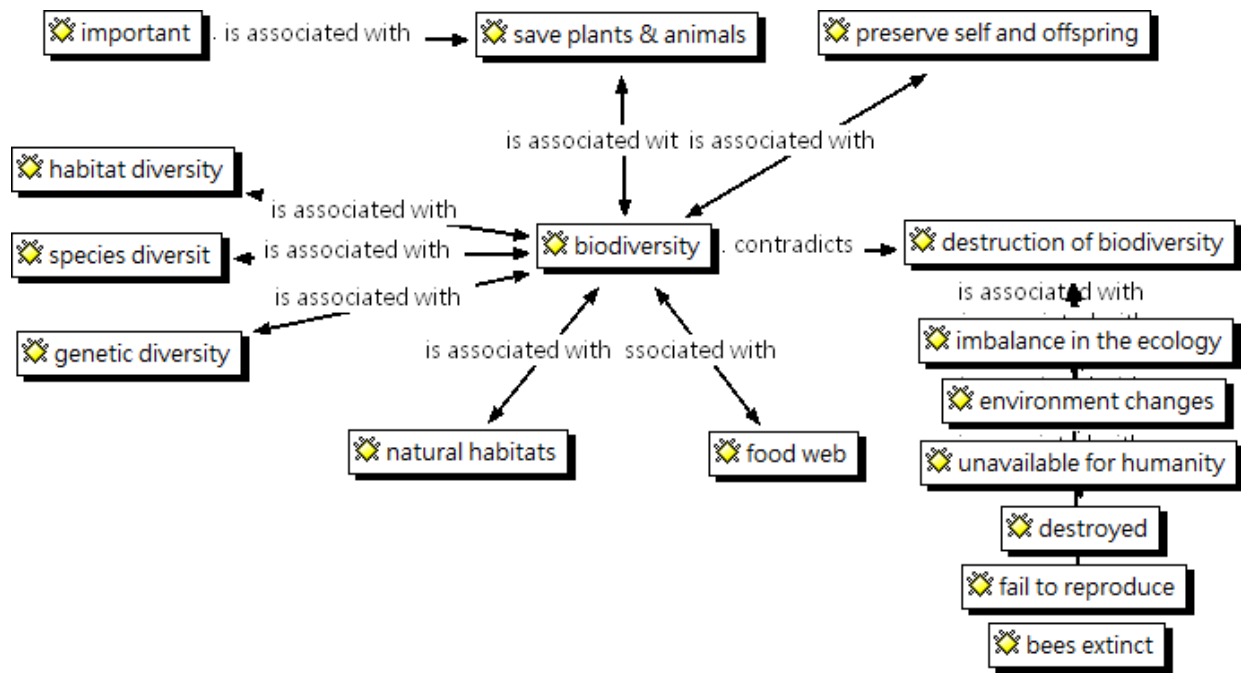 important
. is associated with
save plants & animals
preserve self and offspring
is associated wit
is associated with
habitat diversity
is associated with
species diversit
is associated with
biodiversity
. contradicts
destruction of biodiversity
is associated with
genetic diversity
is associated with
imbalance in the ecology
is associated with
ssociated with
environment changes
natural habitats
food web
unavailable for humanity
destroyed
fail to reproduce
bees extinct